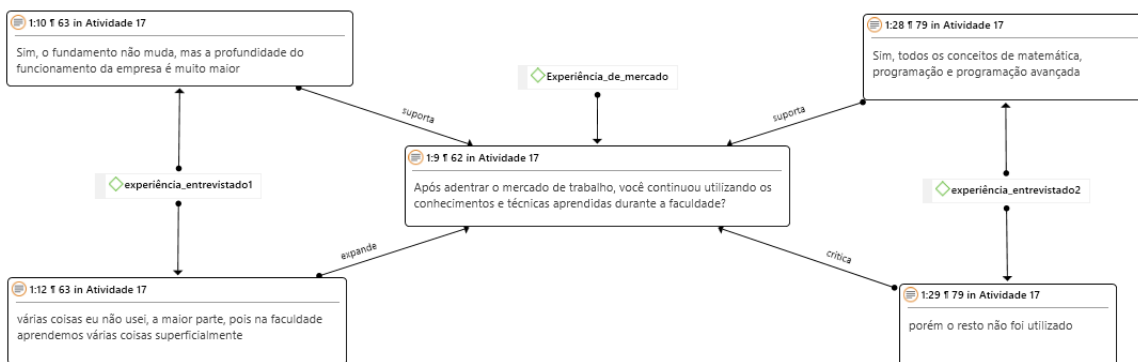 1:10 ¶ 63 in Atividade 17
Sim, o fundamento não muda, mas a profundidade do
funcionamento da empresa é muito maior
1:28 ¶ 79 in Atividade 17
Sim, todos os conceitos de matemática,
programação e programação avançada
Experiência_de_mercado
suporta
suporta
1:9 ¶ 62 in Atividade 17
Após adentrar o mercado de trabalho, você continuou utilizando os
conhecimentos e técnicas aprendidas durante a faculdade?
experiência_entrevistado1
experiência_entrevistado2
expande
critica
1:12 ¶ 63 in Atividade 17
várias coisas eu não usei, a maior parte, pois na faculdade
aprendemos várias coisas superficialmente
1:29 ¶ 79 in Atividade 17
porém o resto não foi utilizado